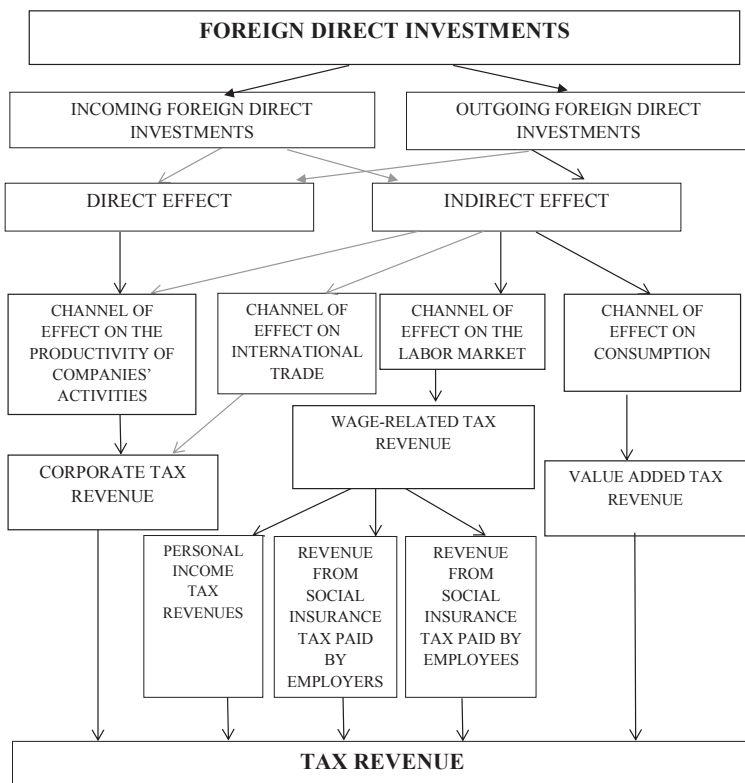 FOREIGN DIRECT INVESTMENTS
INCOMING FOREIGN DIRECT
INVESTMENTS
OUTGOING FOREIGN DIRECT
INVESTMENTS
DIRECT EFFECT
INDIRECT EFFECT
CHANNEL OF
EFFECT ON THE
PRODUCTIVITY OF
COMPANIES'
ACTIVITIES
CHANNEL OF
EFFECT ON
INTERNATIONAL
TRADE
CHANNEL OF
EFFECT ON THE
LABOR MARKET
CHANNEL OF
EFFECT ON
CONSUMPTION
WAGE-RELATED TAX
REVENUE
CORPORATE TAX
REVENUE
VALUE ADDED TAX
REVENUE
PERSONAL
INCOME
TAX
REVENUES
REVENUE
FROM
SOCIAL
INSURANCE
TAX PAID
BY
EMPLOYERS
REVENUE
FROM
SOCIAL
INSURANCE
TAX PAID BY
EMPLOYEES
TAX REVENUE